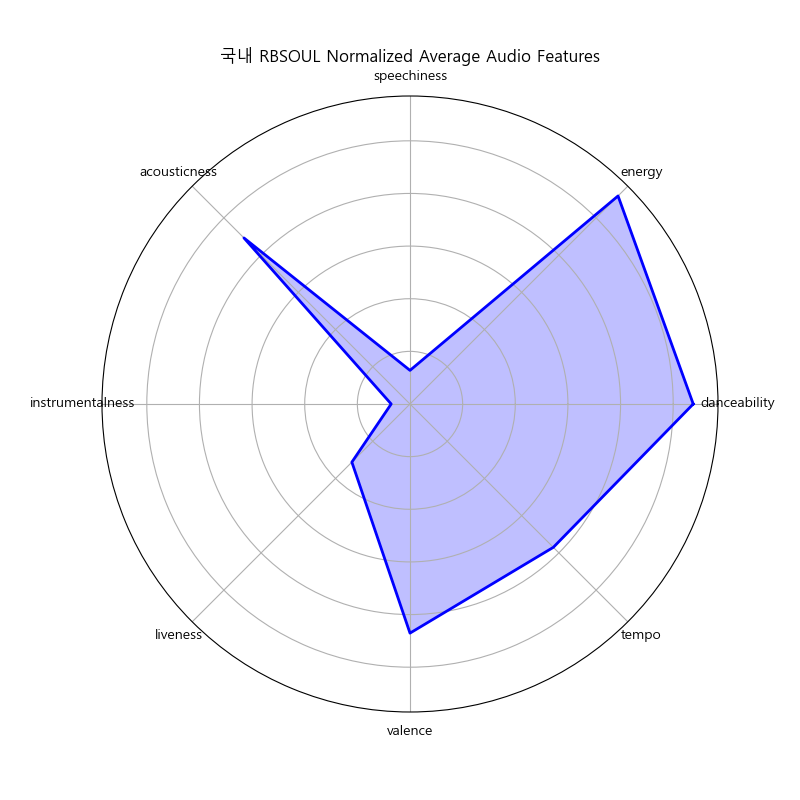 국내 RBSOUL Normalized Average Audio Features
speechiness
acousticness
energy
instrumentalness
danceability
liveness
tempo
valence